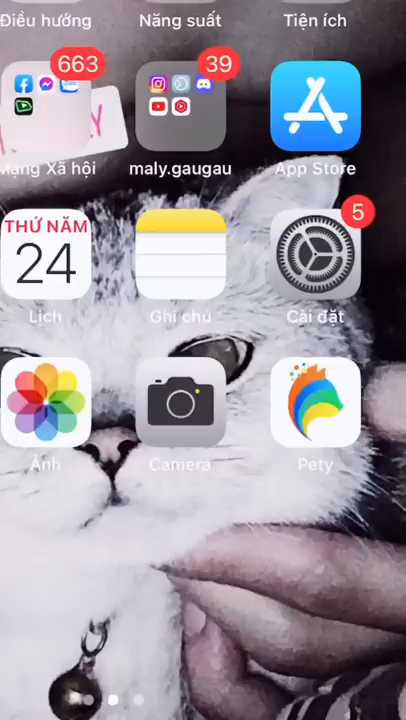 Điều hướng
Năng suất
Tiện ích
663
39
Mạng Xã hội
maly.gaugau
App Store
THỨ NĂM
24
5
Lịch
Ghi chú
Cài đặt
Ảnh
Camera
Pety